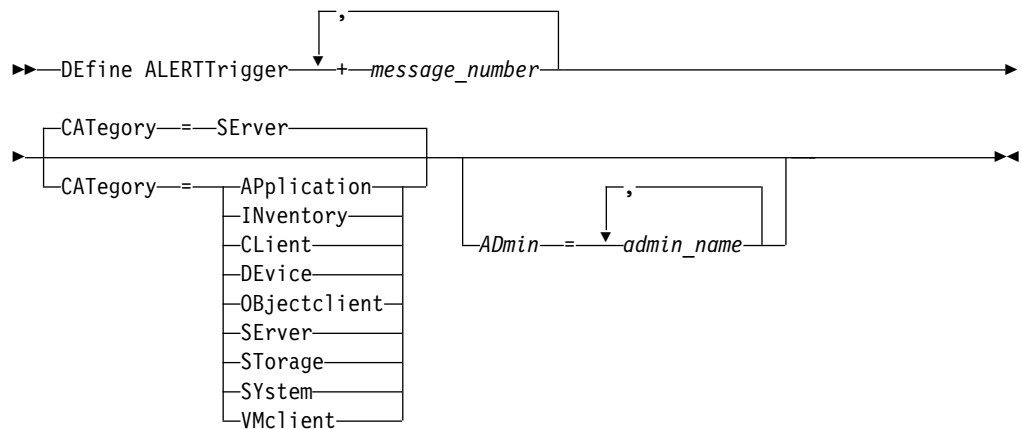 ,
DEfine ALERTTrigger + message_number
CATegory = SErver
CATegory = APplication
INventory
CLient
DEvice
OBjectclient
SErver
STorage
SYstem
VMclient
,
ADmin = admin_name